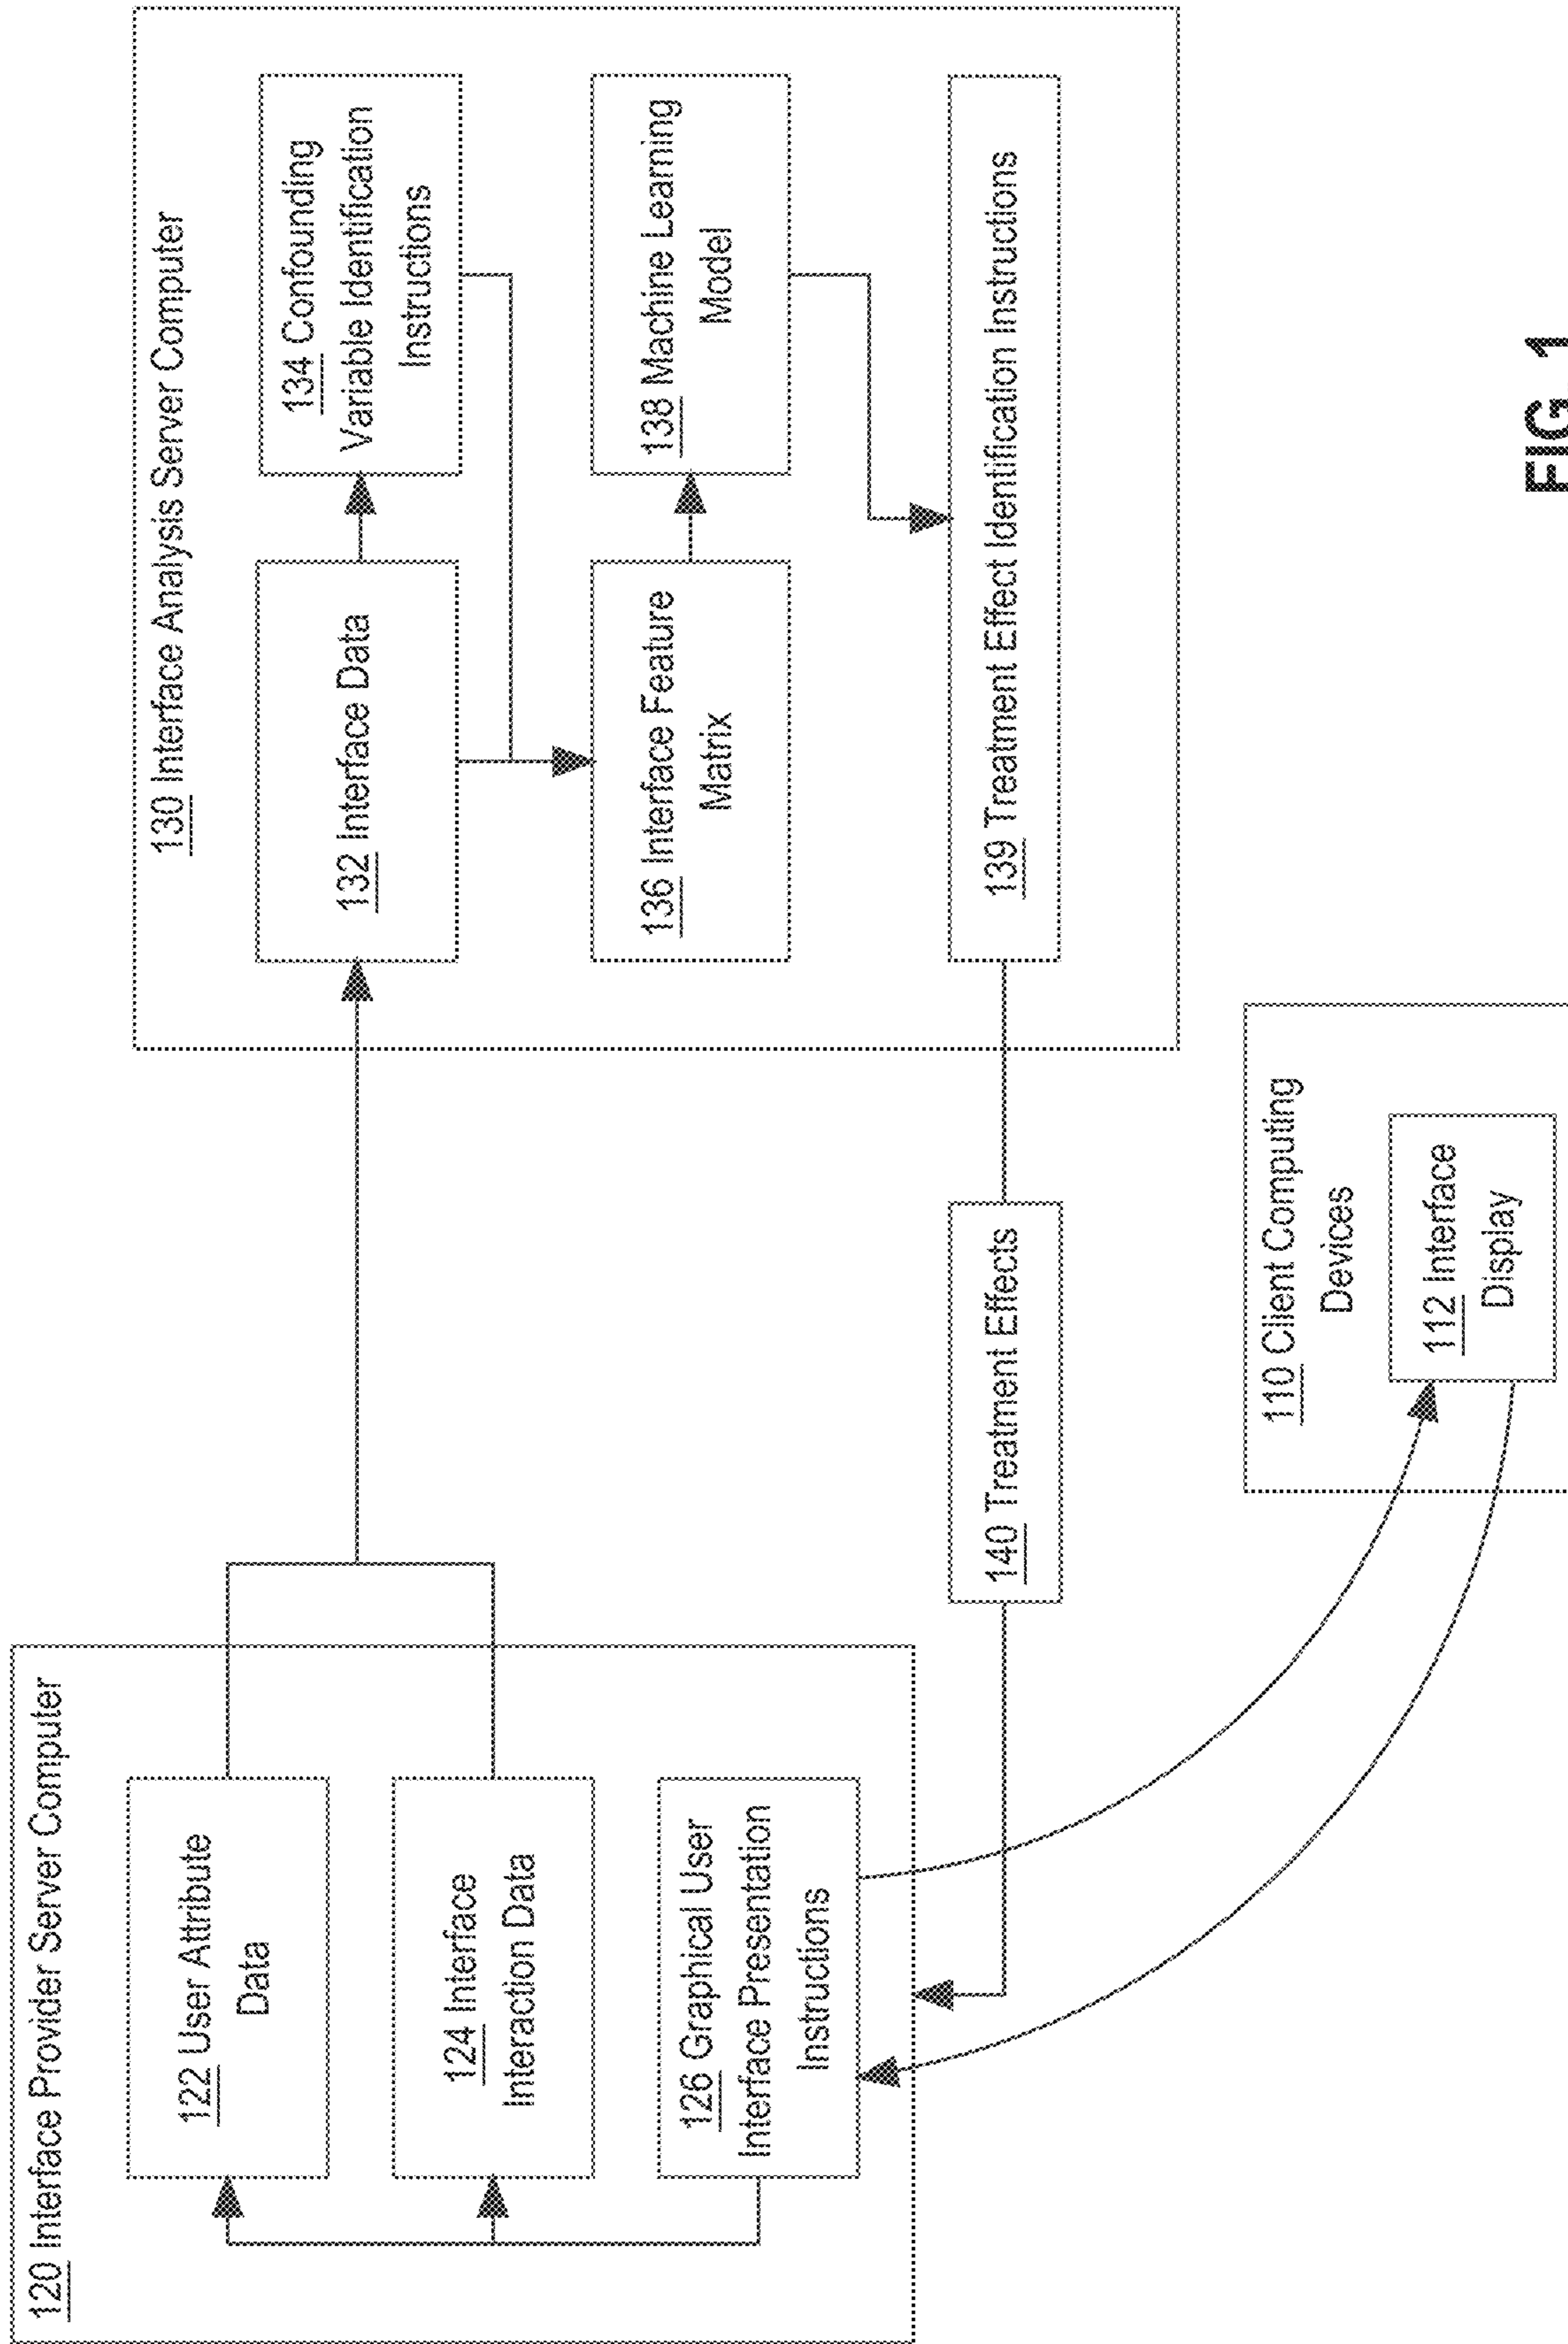 120 Interface Provider Server Computer
122 User Attribute
Data
124 Interface
Interaction Data
126 Graphical User
Interface Presentation
Instructions
130 Interface Analysis Server Computer
132 Interface Data
134 Confounding
Variable Identification
Instructions
136 Interface Feature
Matrix
138 Machine Learning
Model
139 Treatment Effect Identification Instructions
140 Treatment Effects
110 Client Computing
Devices
112 Interface
Display
FIG. 1